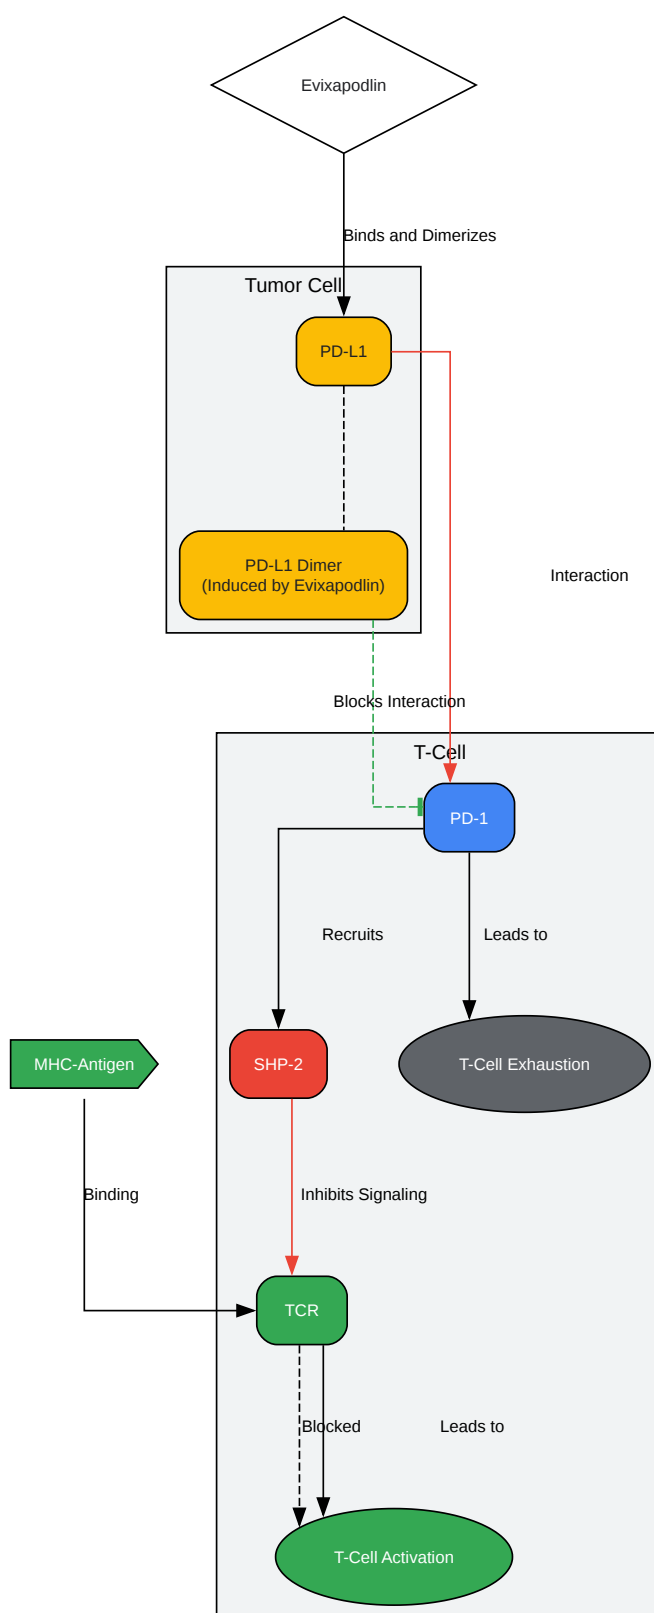 Evixapodlin
Binds and Dimerizes
Tumor Cell
PD-L1
PD-L1 Dimer
(Induced by Evixapodlin)
Interaction
Blocks Interaction
T-Cell
PD-1
Recruits
Leads to
MHC-Antigen
SHP-2
T-Cell Exhaustion
Binding
Inhibits Signaling
TCR
Blocked
Leads to
T-Cell Activation